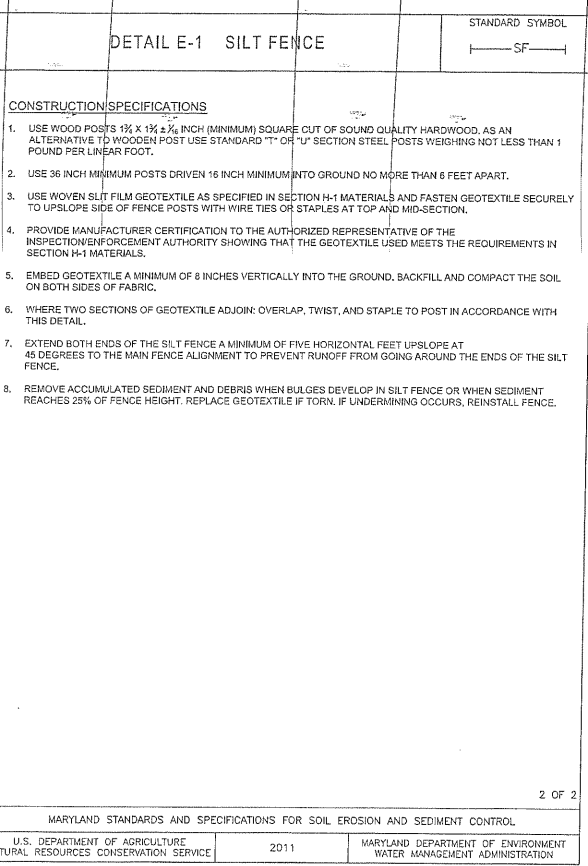 STANDARD SYMBOL
DETAIL E-1 SILT FENCE
SF
CONSTRUCTION SPECIFICATIONS
1. USE WOOD POSTS 1¾ X 1¾ ± 1/16 INCH (MINIMUM) SQUARE CUT OF SOUND QUALITY HARDWOOD. AS AN
ALTERNATIVE TO WOODEN POST USE STANDARD "T" OR "U" SECTION STEEL POSTS WEIGHING NOT LESS THAN 1
POUND PER LINEAR FOOT.
2. USE 36 INCH MINIMUM POSTS DRIVEN 16 INCH MINIMUM INTO GROUND NO MORE THAN 6 FEET APART.
3. USE WOVEN SLIT FILM GEOTEXTILE AS SPECIFIED IN SECTION H-1 MATERIALS AND FASTEN GEOTEXTILE SECURELY
TO UPSLOPE SIDE OF FENCE POSTS WITH WIRE TIES OR STAPLES AT TOP AND MID-SECTION.
4. PROVIDE MANUFACTURER CERTIFICATION TO THE AUTHORIZED REPRESENTATIVE OF THE
INSPECTION/ENFORCEMENT AUTHORITY SHOWING THAT THE GEOTEXTILE USED MEETS THE REQUIREMENTS IN
SECTION H-1 MATERIALS.
5. EMBED GEOTEXTILE A MINIMUM OF 8 INCHES VERTICALLY INTO THE GROUND. BACKFILL AND COMPACT THE SOIL
ON BOTH SIDES OF FABRIC.
6. WHERE TWO SECTIONS OF GEOTEXTILE ADJOIN: OVERLAP, TWIST, AND STAPLE TO POST IN ACCORDANCE WITH
THIS DETAIL.
7. EXTEND BOTH ENDS OF THE SILT FENCE A MINIMUM OF FIVE HORIZONTAL FEET UPSLOPE AT
45 DEGREES TO THE MAIN FENCE ALIGNMENT TO PREVENT RUNOFF FROM GOING AROUND THE ENDS OF THE SILT
FENCE.
8. REMOVE ACCUMULATED SEDIMENT AND DEBRIS WHEN BULGES DEVELOP IN SILT FENCE OR WHEN SEDIMENT
REACHES 25% OF FENCE HEIGHT. REPLACE GEOTEXTILE IF TORN. IF UNDERMINING OCCURS, REINSTALL FENCE.
2 OF 2
MARYLAND STANDARDS AND SPECIFICATIONS FOR SOIL EROSION AND SEDIMENT CONTROL
U.S. DEPARTMENT OF AGRICULTURE
TURAL RESOURCES CONSERVATION SERVICE
2011
MARYLAND DEPARTMENT OF ENVIRONMENT
WATER MANAGEMENT ADMINISTRATION